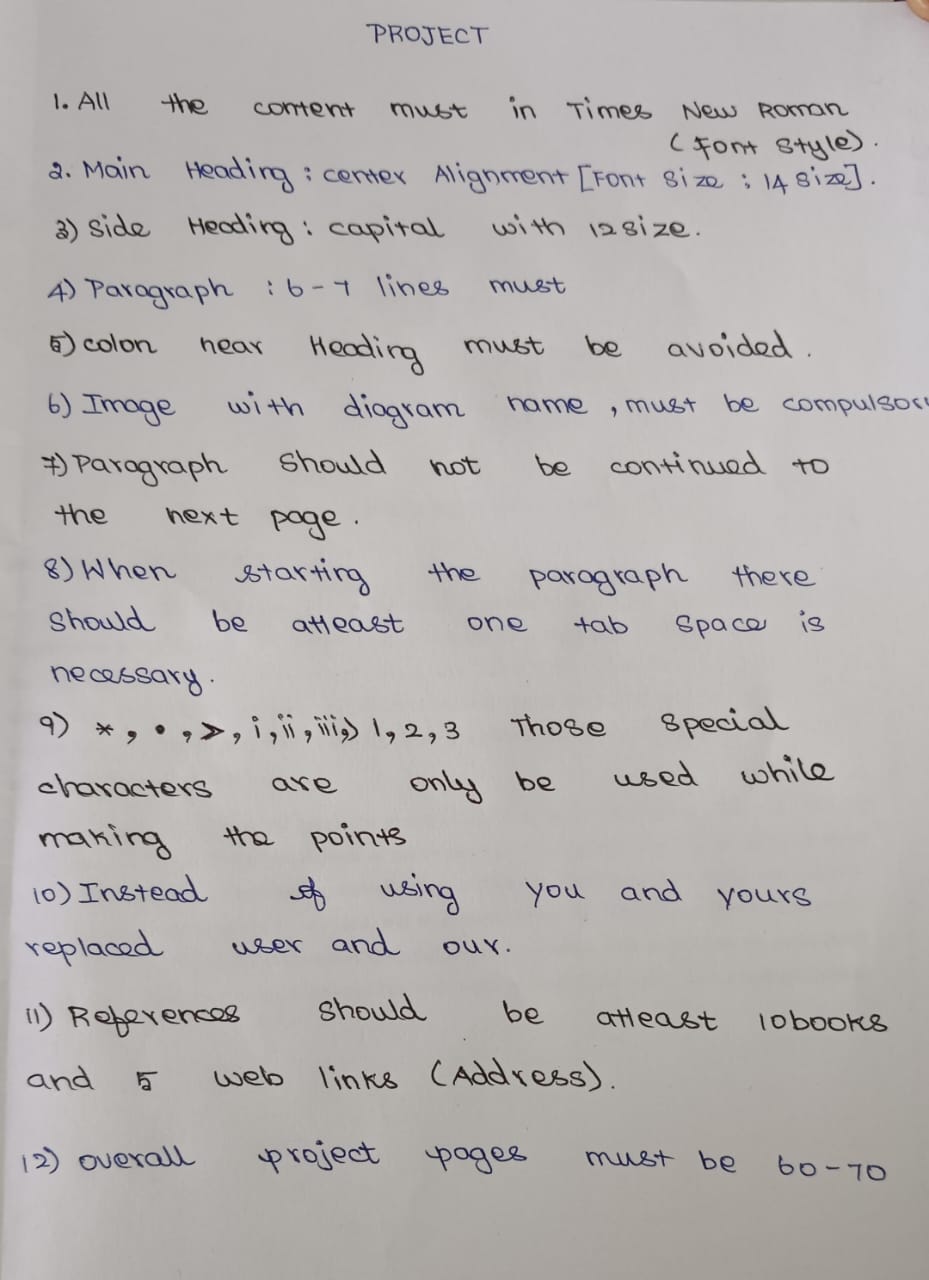 PROJECT
1. All the content must in Times New Roman
(Font Style).
2. Main Heading : center Alignment [Font Size : 14 size].
3) Side Heading : capital with 12 size.
4) Paragraph : 6-7 lines must
5) colon near Heading must be avoided.
6) Image with diagram name, must be compulsory
7) Paragraph should not be continued to
the next page.
8) When starting the paragraph there
should be atleast one tab space is
necessary.
9) *, •, >, i, ii, iii, 1, 2, 3 Those special
characters are only be used while
making the points
10) Instead of using you and yours
replaced user and our.
11) References should be atleast 10 books
and 5 web links (Address).
12) overall project pages must be 60-70